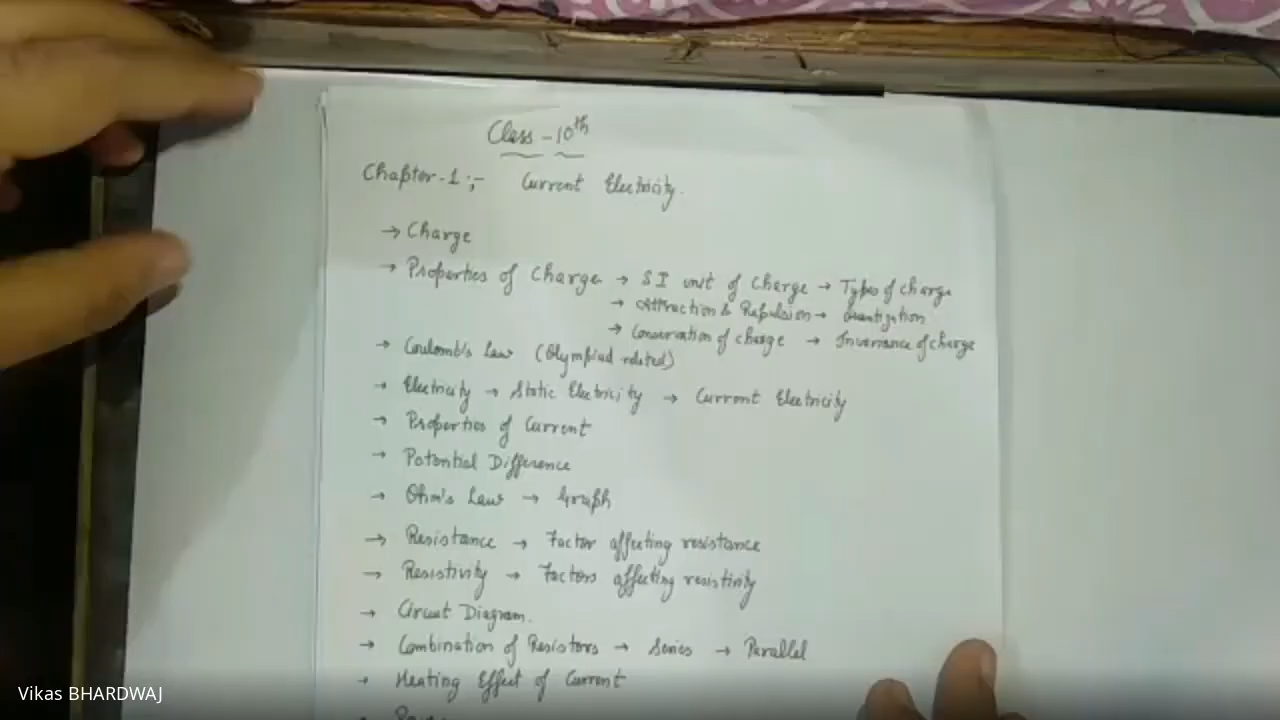 Class - 10th
Chapter-1 ;- Current Electricity.
→ Charge
→ Properties of Charge → SI unit of Charge → Types of charge
→ Attraction & Repulsion → Quantization
→ Conservation of charge → Invariance of charge
→ Coulomb's Law (Olympiad related)
→ Electricity → Static Electricity → Current Electricity
→ Properties of Current
→ Potential Difference
→ Ohm's Law → Graph
→ Resistance → Factor affecting resistance
→ Resistivity → Factors affecting resistivity
→ Circuit Diagram.
→ Combination of Resistors → Series → Parallel
→ Heating Effect of Current
Vikas BHARDWAJ